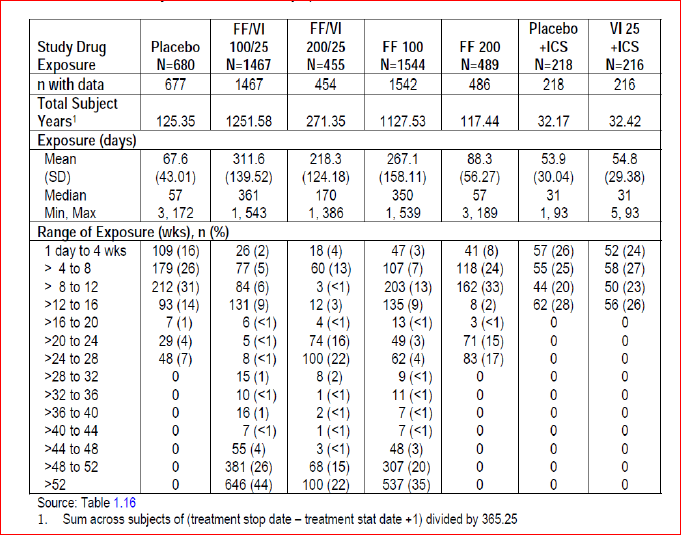 Study Drug Exposure Placebo N=680 FF/VI 100/25 N=1467 FF/VI 200/25 N=455 FF 100 N=1544 FF 200 N=489 Placebo +ICS N=218 VI 25 +ICS N=216
n with data 677 1467 454 1542 486 218 216
Total Subject Years1 125.35 1251.58 271.35 1127.53 117.44 32.17 32.42
Exposure (days)
Mean 67.6 311.6 218.3 267.1 88.3 53.9 54.8
(SD) (43.01) (139.52) (124.18) (158.11) (56.27) (30.04) (29.38)
Median 57 361 170 350 57 31 31
Min, Max 3, 172 1, 543 1, 386 1, 539 3, 189 1, 93 5, 93
Range of Exposure (wks), n (%)
1 day to 4 wks 109 (16) 26 (2) 18 (4) 47 (3) 41 (8) 57 (26) 52 (24)
> 4 to 8 179 (26) 77 (5) 60 (13) 107 (7) 118 (24) 55 (25) 58 (27)
> 8 to 12 212 (31) 84 (6) 3 (<1) 203 (13) 162 (33) 44 (20) 50 (23)
>12 to 16 93 (14) 131 (9) 12 (3) 135 (9) 8 (2) 62 (28) 56 (26)
>16 to 20 7 (1) 6 (<1) 4 (<1) 13 (<1) 3 (<1) 0 0
>20 to 24 29 (4) 5 (<1) 74 (16) 49 (3) 71 (15) 0 0
>24 to 28 48 (7) 8 (<1) 100 (22) 62 (4) 83 (17) 0 0
>28 to 32 0 15 (1) 8 (2) 9 (<1) 0 0 0
>32 to 36 0 10 (<1) 1 (<1) 11 (<1) 0 0 0
>36 to 40 0 16 (1) 2 (<1) 7 (<1) 0 0 0
>40 to 44 0 7 (<1) 1 (<1) 7 (<1) 0 0 0
>44 to 48 0 55 (4) 3 (<1) 48 (3) 0 0 0
>48 to 52 0 381 (26) 68 (15) 307 (20) 0 0 0
>52 0 646 (44) 100 (22) 537 (35) 0 0 0
Source: Table 1.16
1. Sum across subjects of (treatment stop date – treatment stat date +1) divided by 365.25